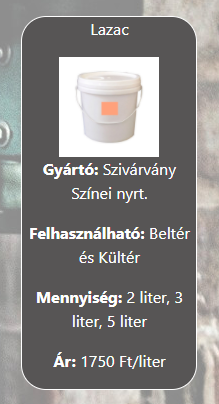 Lazac
Gyártó: Szivárvány
Színei nyrt.
Felhasználható: Beltér
és Kültér
Mennyiség: 2 liter, 3
liter, 5 liter
Ár: 1750 Ft/liter